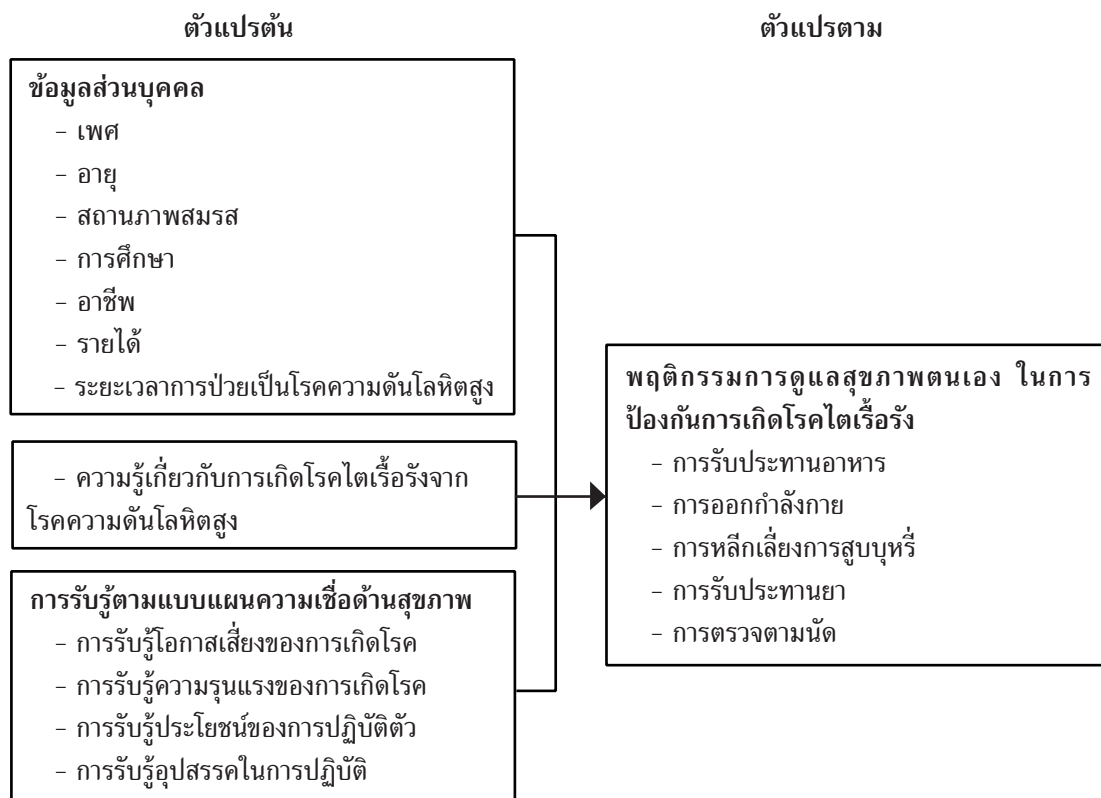 ตัวแปรต้น
ตัวแปรตาม
ข้อมูลส่วนบุคคล
– เพศ
– อายุ
– สถานภาพสมรส
– การศึกษา
– อาชีพ
– รายได้
– ระยะเวลาการป่วยเป็นโรคความดันโลหิตสูง
– ความรู้เกี่ยวกับการเกิดโรคไตเรื้อรังจาก
โรคความดันโลหิตสูง
การรับรู้ตามแบบแผนความเชื่อด้านสุขภาพ
– การรับรู้โอกาสเสี่ยงของการเกิดโรค
– การรับรู้ความรุนแรงของการเกิดโรค
– การรับรู้ประโยชน์ของการปฏิบัติตัว
– การรับรู้อุปสรรคในการปฏิบัติ
พฤติกรรมการดูแลสุขภาพตนเอง ในการ
ป้องกันการเกิดโรคไตเรื้อรัง
– การรับประทานอาหาร
– การออกกำลังกาย
– การหลีกเลี่ยงการสูบบุหรี่
– การรับประทานยา
– การตรวจตามนัด